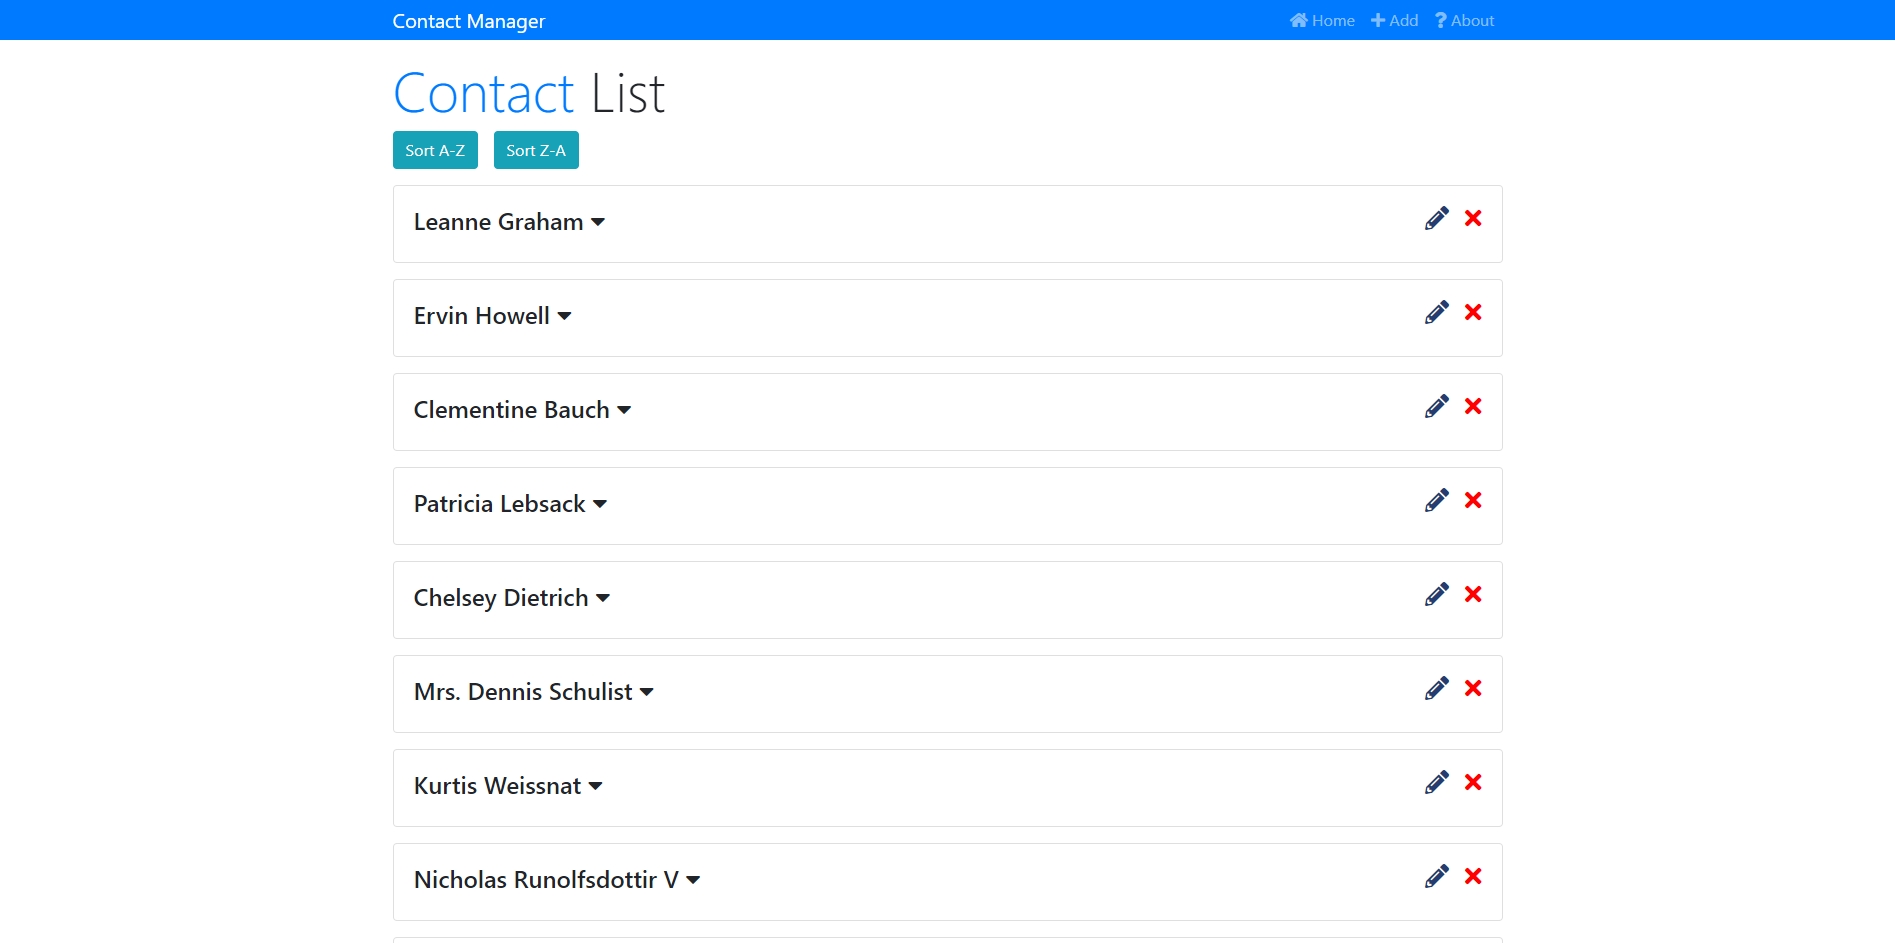 Contact Manager
Home Add About
Contact List
Sort A-Z Sort Z-A
Leanne Graham
Ervin Howell
Clementine Bauch
Patricia Lebsack
Chelsey Dietrich
Mrs. Dennis Schulist
Kurtis Weissnat
Nicholas Runolfsdottir V